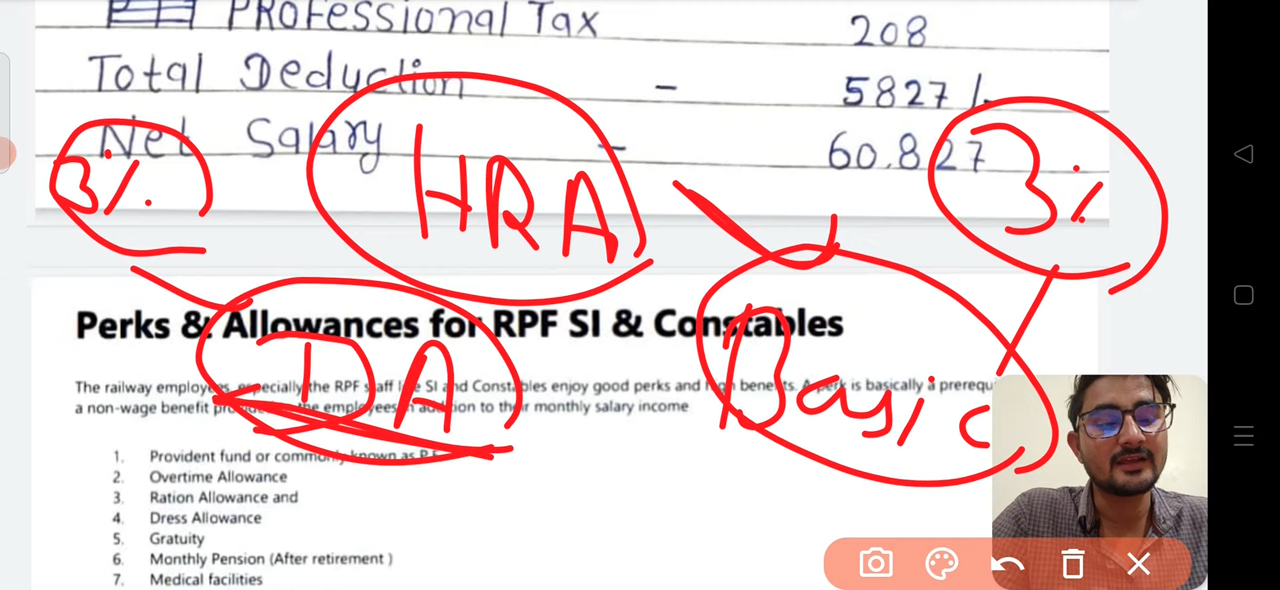 Professional Tax 208
Total Deduction - 5827/-
Net Salary - 60.827
3%. HRA 3%
Perks & Allowances for RPF SI & Constables
DA Basic
The railway employees, especially the RPF staff like SI and Constables enjoy good perks and high benefits. A perk is basically a prerequ
a non-wage benefit the employees in addition to their monthly salary income
1. Provident fund or commonly known as P.F
2. Overtime Allowance
3. Ration Allowance and
4. Dress Allowance
5. Gratuity
6. Monthly Pension (After retirement )
7. Medical facilities